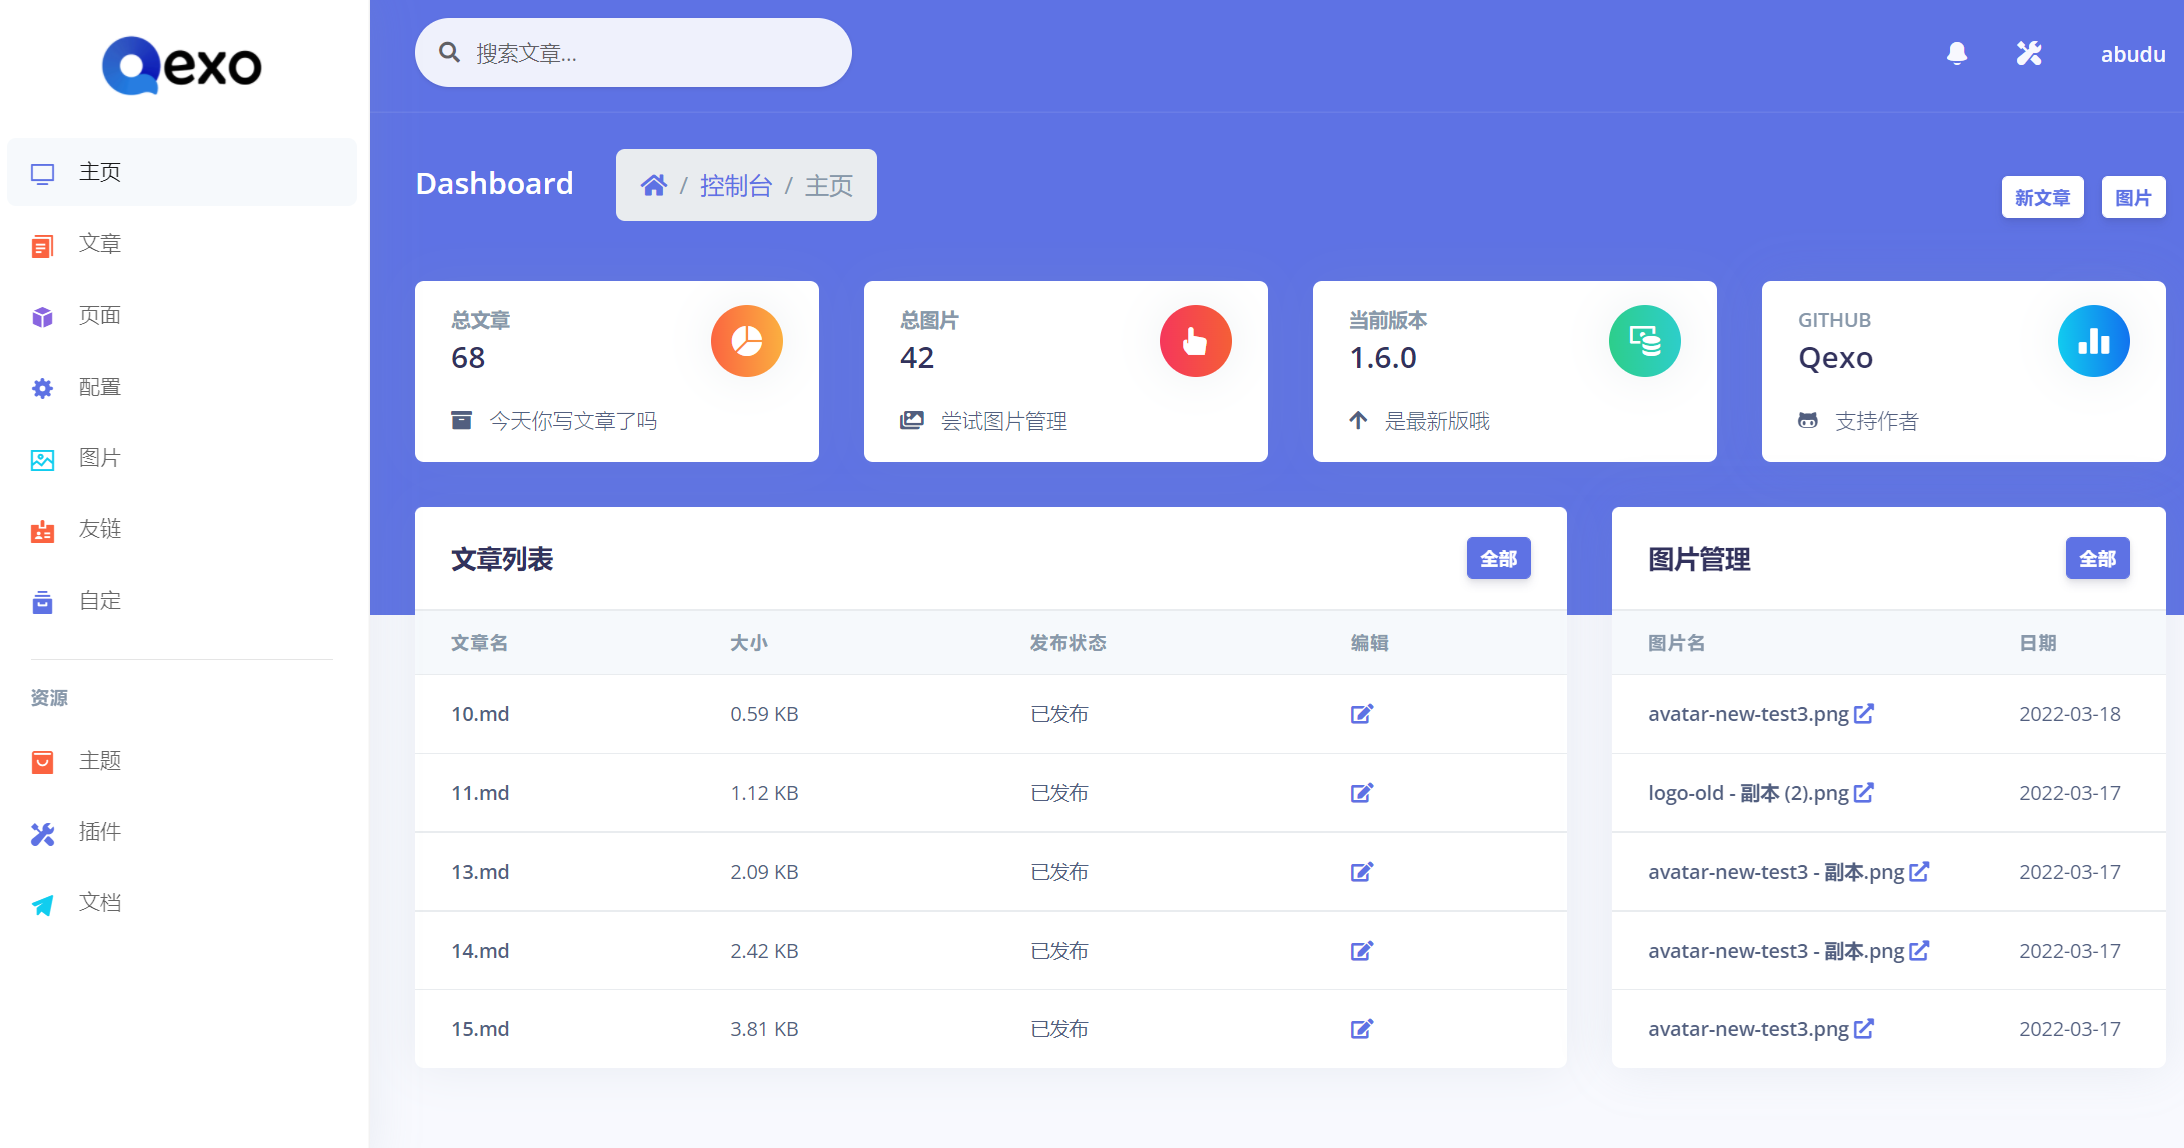 Qexo
主页
文章
页面
配置
图片
友链
自定
资源
主题
插件
文档
搜索文章...
abudu
Dashboard
/ 控制台 / 主页
新文章
图片
总文章
68
今天你写文章了吗
总图片
42
尝试图片管理
当前版本
1.6.0
是最新版哦
GITHUB
Qexo
支持作者
文章列表
全部
文章名 大小 发布状态 编辑
10.md 0.59 KB 已发布
11.md 1.12 KB 已发布
13.md 2.09 KB 已发布
14.md 2.42 KB 已发布
15.md 3.81 KB 已发布
图片管理
全部
图片名 日期
avatar-new-test3.png 2022-03-18
logo-old - 副本 (2).png 2022-03-17
avatar-new-test3 - 副本.png 2022-03-17
avatar-new-test3 - 副本.png 2022-03-17
avatar-new-test3.png 2022-03-17